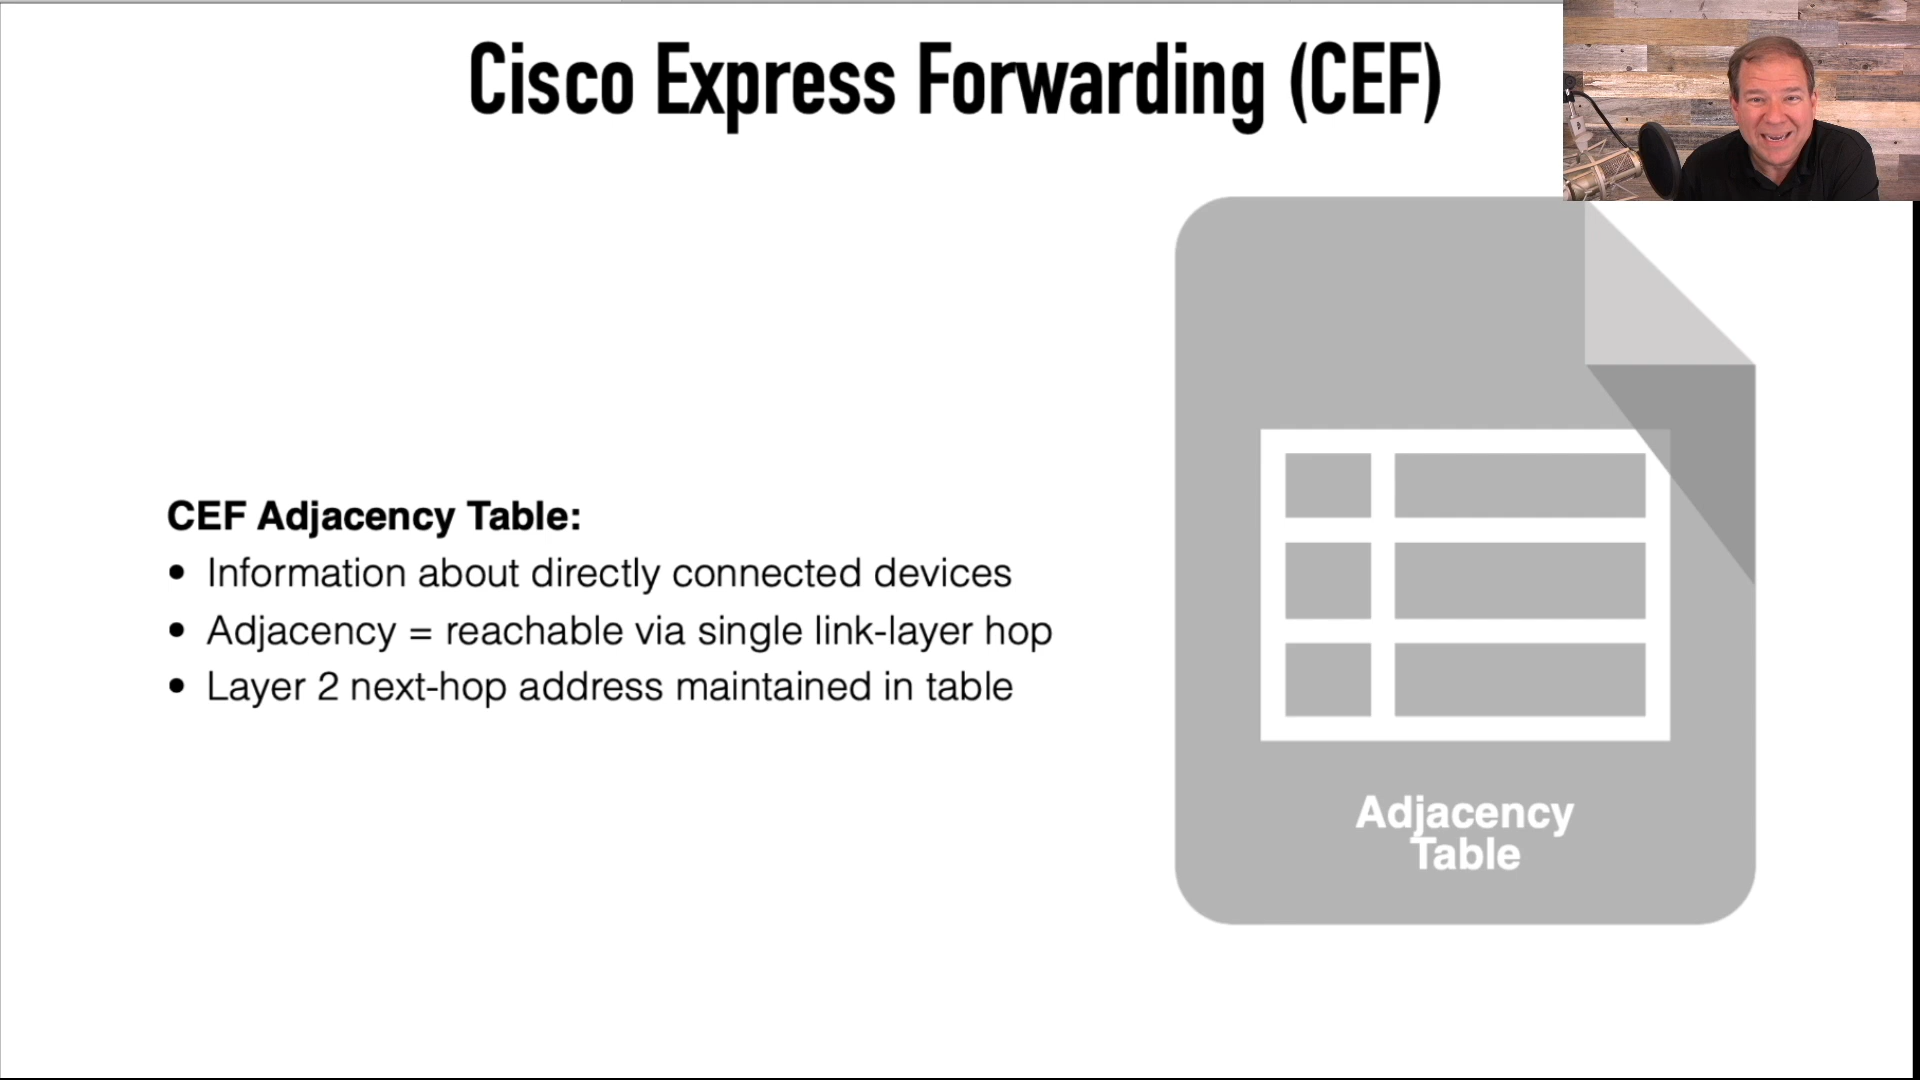 Cisco Express Forwarding (CEF)
CEF Adjacency Table:
• Information about directly connected devices
• Adjacency = reachable via single link-layer hop
• Layer 2 next-hop address maintained in table
Adjacency
Table